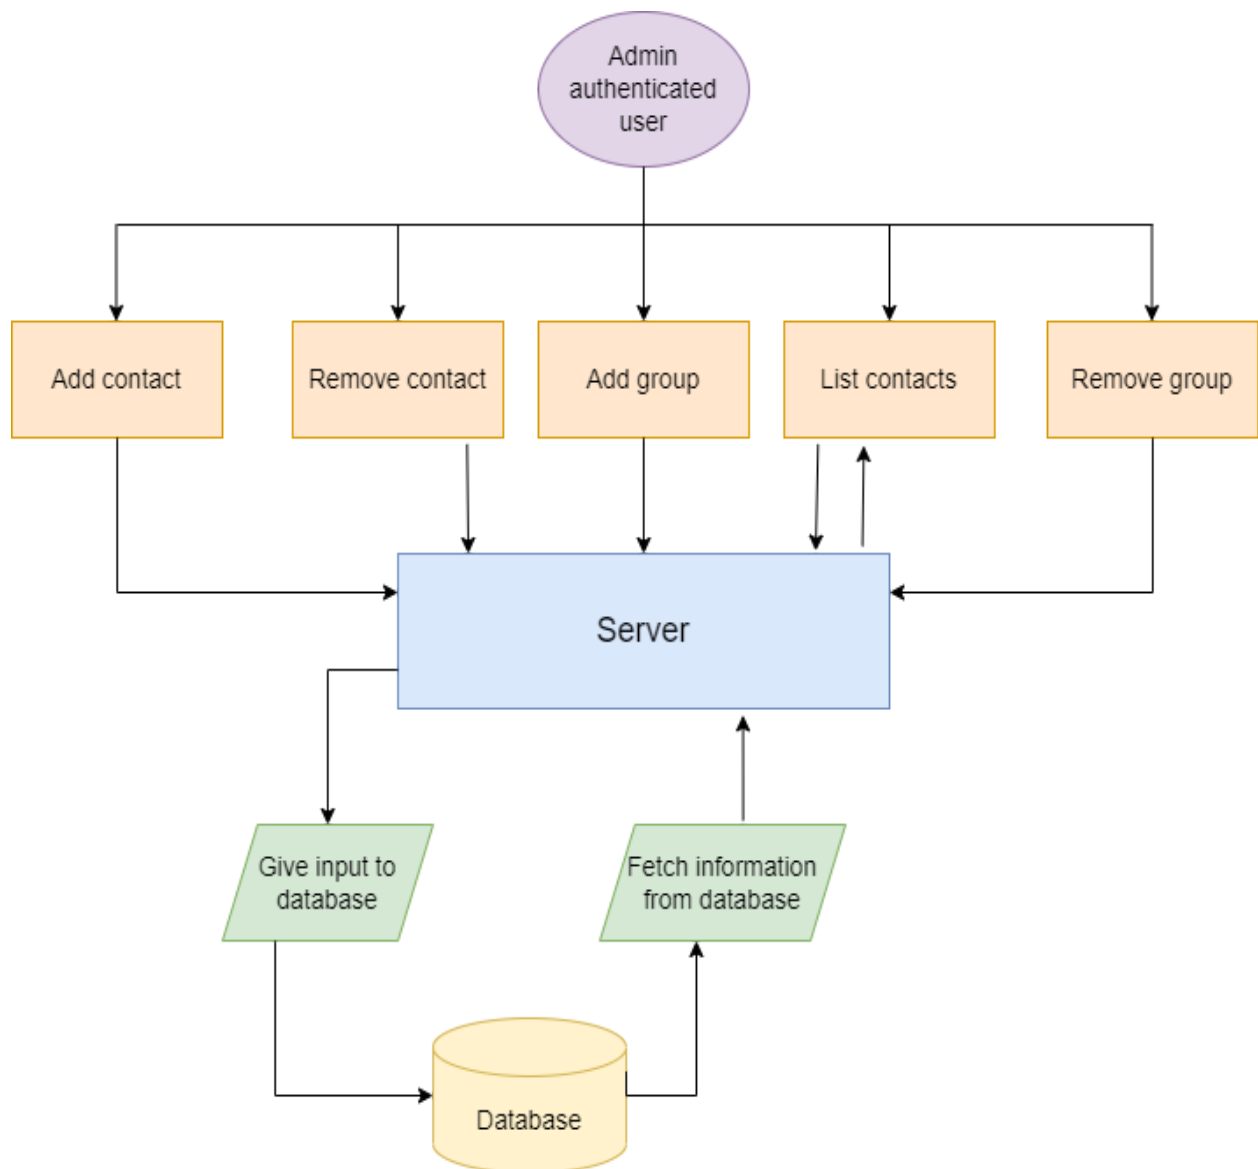 Admin
authenticated
user
Add contact
Remove contact
Add group
List contacts
Remove group
Server
Give input to
database
Fetch information
from database
Database